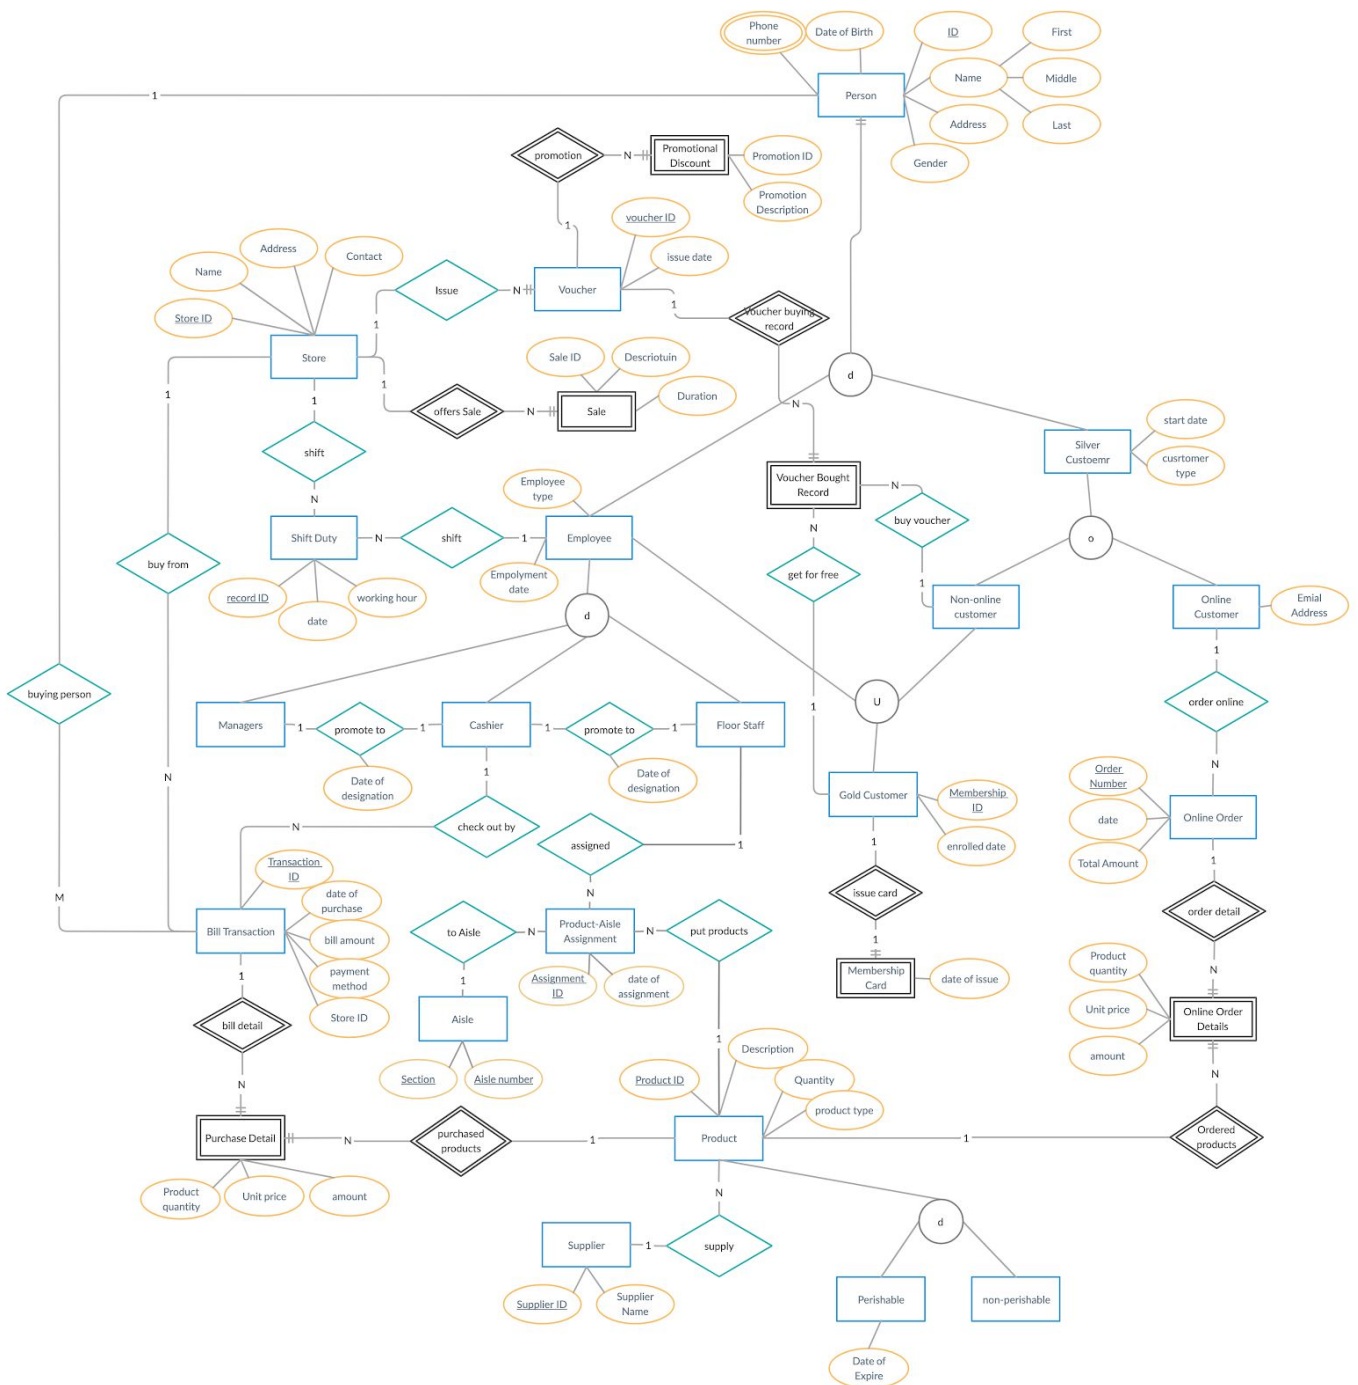 Phone
number
Date of Birth
ID
First
Person
Name
Middle
Address
Last
Gender
1
promotion
N
Promotional
Discount
Promotion ID
Promotion
Description
1
voucher ID
issue date
Address
Name
Contact
Store ID
Issue
N
Voucher
1
1
Voucher buying
record
Store
Sale ID
Descriotuin
Duration
1
1
1
offers Sale
N
Sale
d
N
start date
Silver
Custoemr
cusrtomer
type
shift
Employee
type
Voucher Bought
Record
N
buy voucher
N
Shift Duty
N
shift
1
Employee
N
o
buy from
Empolyment
date
get for free
1
record ID
working hour
date
d
Non-online
customer
Online
Customer
Emial
Address
1
buying person
U
order online
1
Managers
1
promote to
1
Cashier
1
promote to
1
Floor Staff
Date of
designation
Date of
designation
N
1
N
Order
Number
Gold Customer
Membership
ID
date
Online Order
N
check out by
enrolled date
Total Amount
assigned
1
1
1
Transaction
ID
M
date of
purchase
N
issue card
order detail
Bill Transaction
bill amount
to Aisle
N
Product-Aisle
Assignment
N
put products
1
payment
method
Assignment
ID
date of
assignment
Membership
Card
date of issue
Product
quantity
N
1
1
Store ID
Aisle
Unit price
Online Order
Details
bill detail
1
Description
amount
Section
Aisle number
Product ID
Quantity
N
N
product type
Purchase Detail
N
purchased
products
1
Product
1
Ordered
products
Product
quantity
Unit price
amount
N
d
Supplier
1
supply
Supplier ID
Supplier
Name
Perishable
non-perishable
Date of
Expire